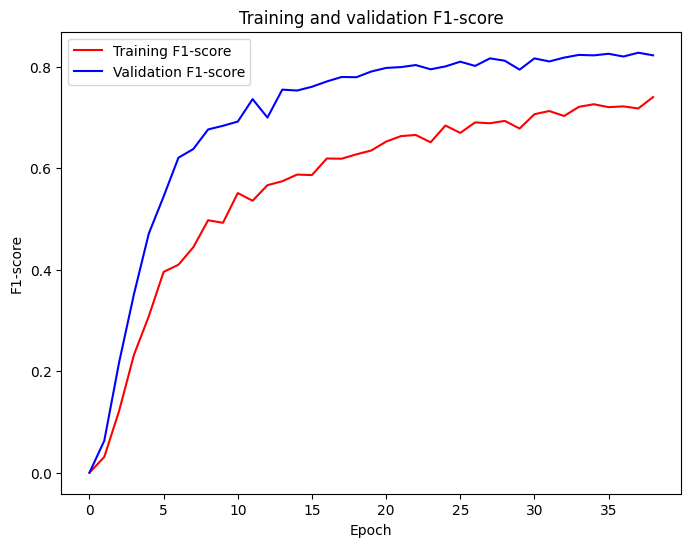 Training and validation F1-score
Training F1-score
Validation F1-score
F1-score
0.8
0.6
0.4
0.2
0.0
0 5 10 15 20 25 30 35
Epoch